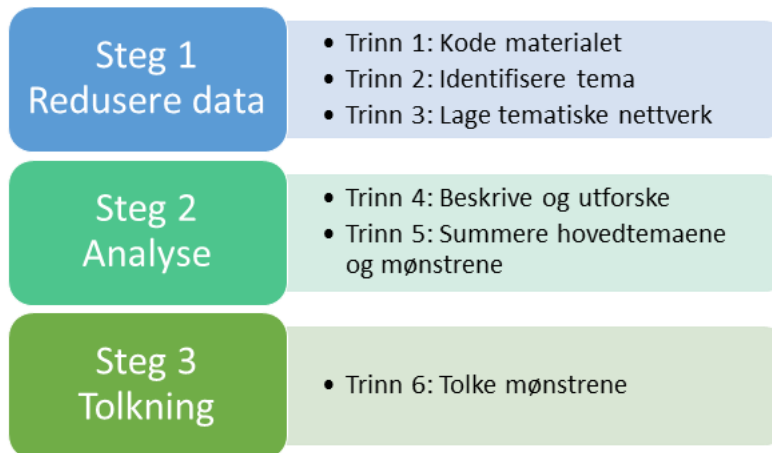 Steg 1
Redusere data
• Trinn 1: Kode materialet
• Trinn 2: Identifisere tema
• Trinn 3: Lage tematiske nettverk
Steg 2
Analyse
• Trinn 4: Beskrive og utforske
• Trinn 5: Summere hovedtemaene
og mønstrene
Steg 3
Tolkning
• Trinn 6: Tolke mønstrene